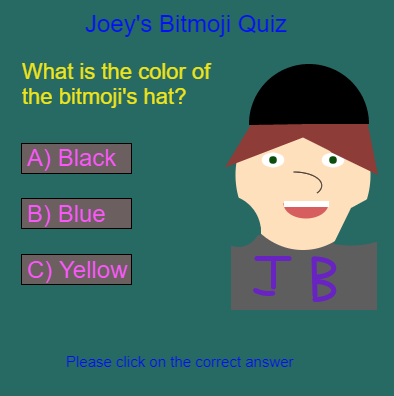 Joey's Bitmoji Quiz
What is the color of
the bitmoji's hat?
A) Black
B) Blue
C) Yellow
J B
Please click on the correct answer